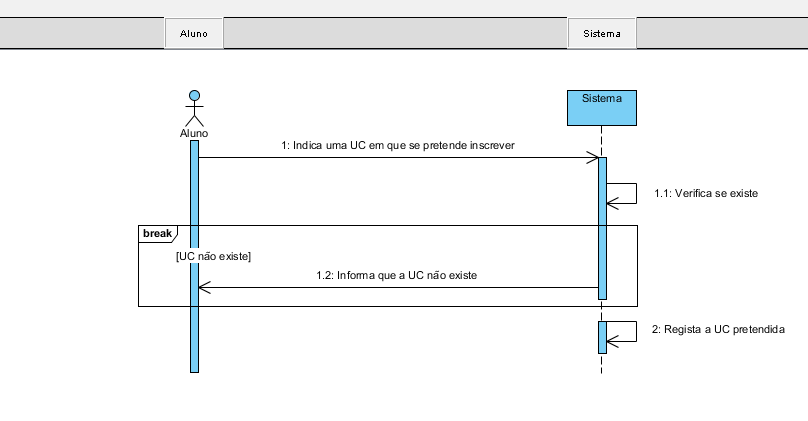 Aluno
Sistema
Sistema
Aluno
1: Indica uma UC em que se pretende inscrever
1.1: Verifica se existe
break
[UC não existe]
1.2: Informa que a UC não existe
2: Regista a UC pretendida